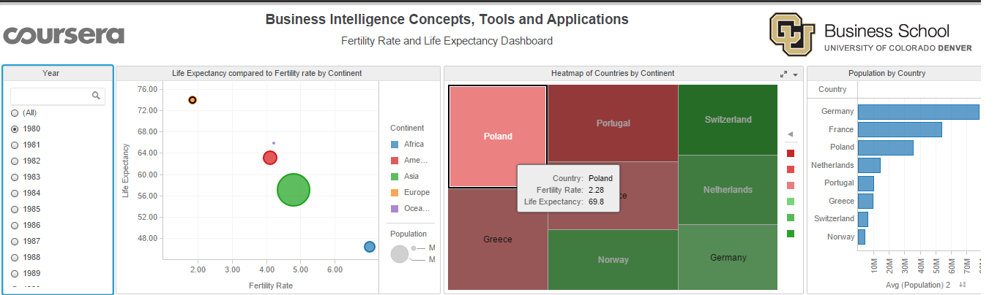 Business Intelligence Concepts, Tools and Applications
Fertility Rate and Life Expectancy Dashboard
coursera
CU
Business School
UNIVERSITY OF COLORADO DENVER
Year
(All)
1980
1981
1982
1983
1984
1985
1986
1987
1988
1989
Life Expectancy compared to Fertility rate by Continent
Life Expectancy
76.00
72.00
68.00
64.00
60.00
56.00
52.00
48.00
2.00 3.00 4.00 5.00 6.00
Fertility Rate
Continent
Africa
Ame…
Asia
Europe
Ocea…
Population
M
M
Heatmap of Countries by Continent
Poland
Portugal
Switzerland
Country: Poland
Fertility Rate: 2.28
Life Expectancy: 69.8
ce
Netherlands
Greece
Norway
Germany
Population by Country
Country
Germany
France
Poland
Netherlands
Portugal
Greece
Switzerland
Norway
10M 20M 30M 40M 50M 60M 70M
Avg (Population) 2